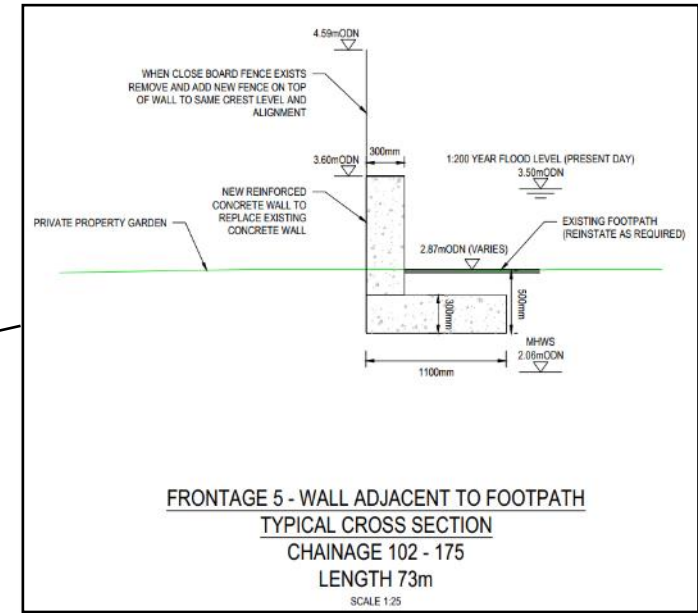 4.59mODN
WHEN CLOSE BOARD FENCE EXISTS
REMOVE AND ADD NEW FENCE ON TOP
OF WALL TO SAME CREST LEVEL AND
ALIGNMENT
300mm
3.60mODN
1:200 YEAR FLOOD LEVEL (PRESENT DAY)
3.50mODN
NEW REINFORCED
CONCRETE WALL TO
REPLACE EXISTING
CONCRETE WALL
PRIVATE PROPERTY GARDEN
EXISTING FOOTPATH
(REINSTATE AS REQUIRED)
2.87mODN (VARIES)
300mm
500mm
MHWS
2.06mODN
1100mm
FRONTAGE 5 - WALL ADJACENT TO FOOTPATH
TYPICAL CROSS SECTION
CHAINAGE 102 - 175
LENGTH 73m
SCALE 1:25